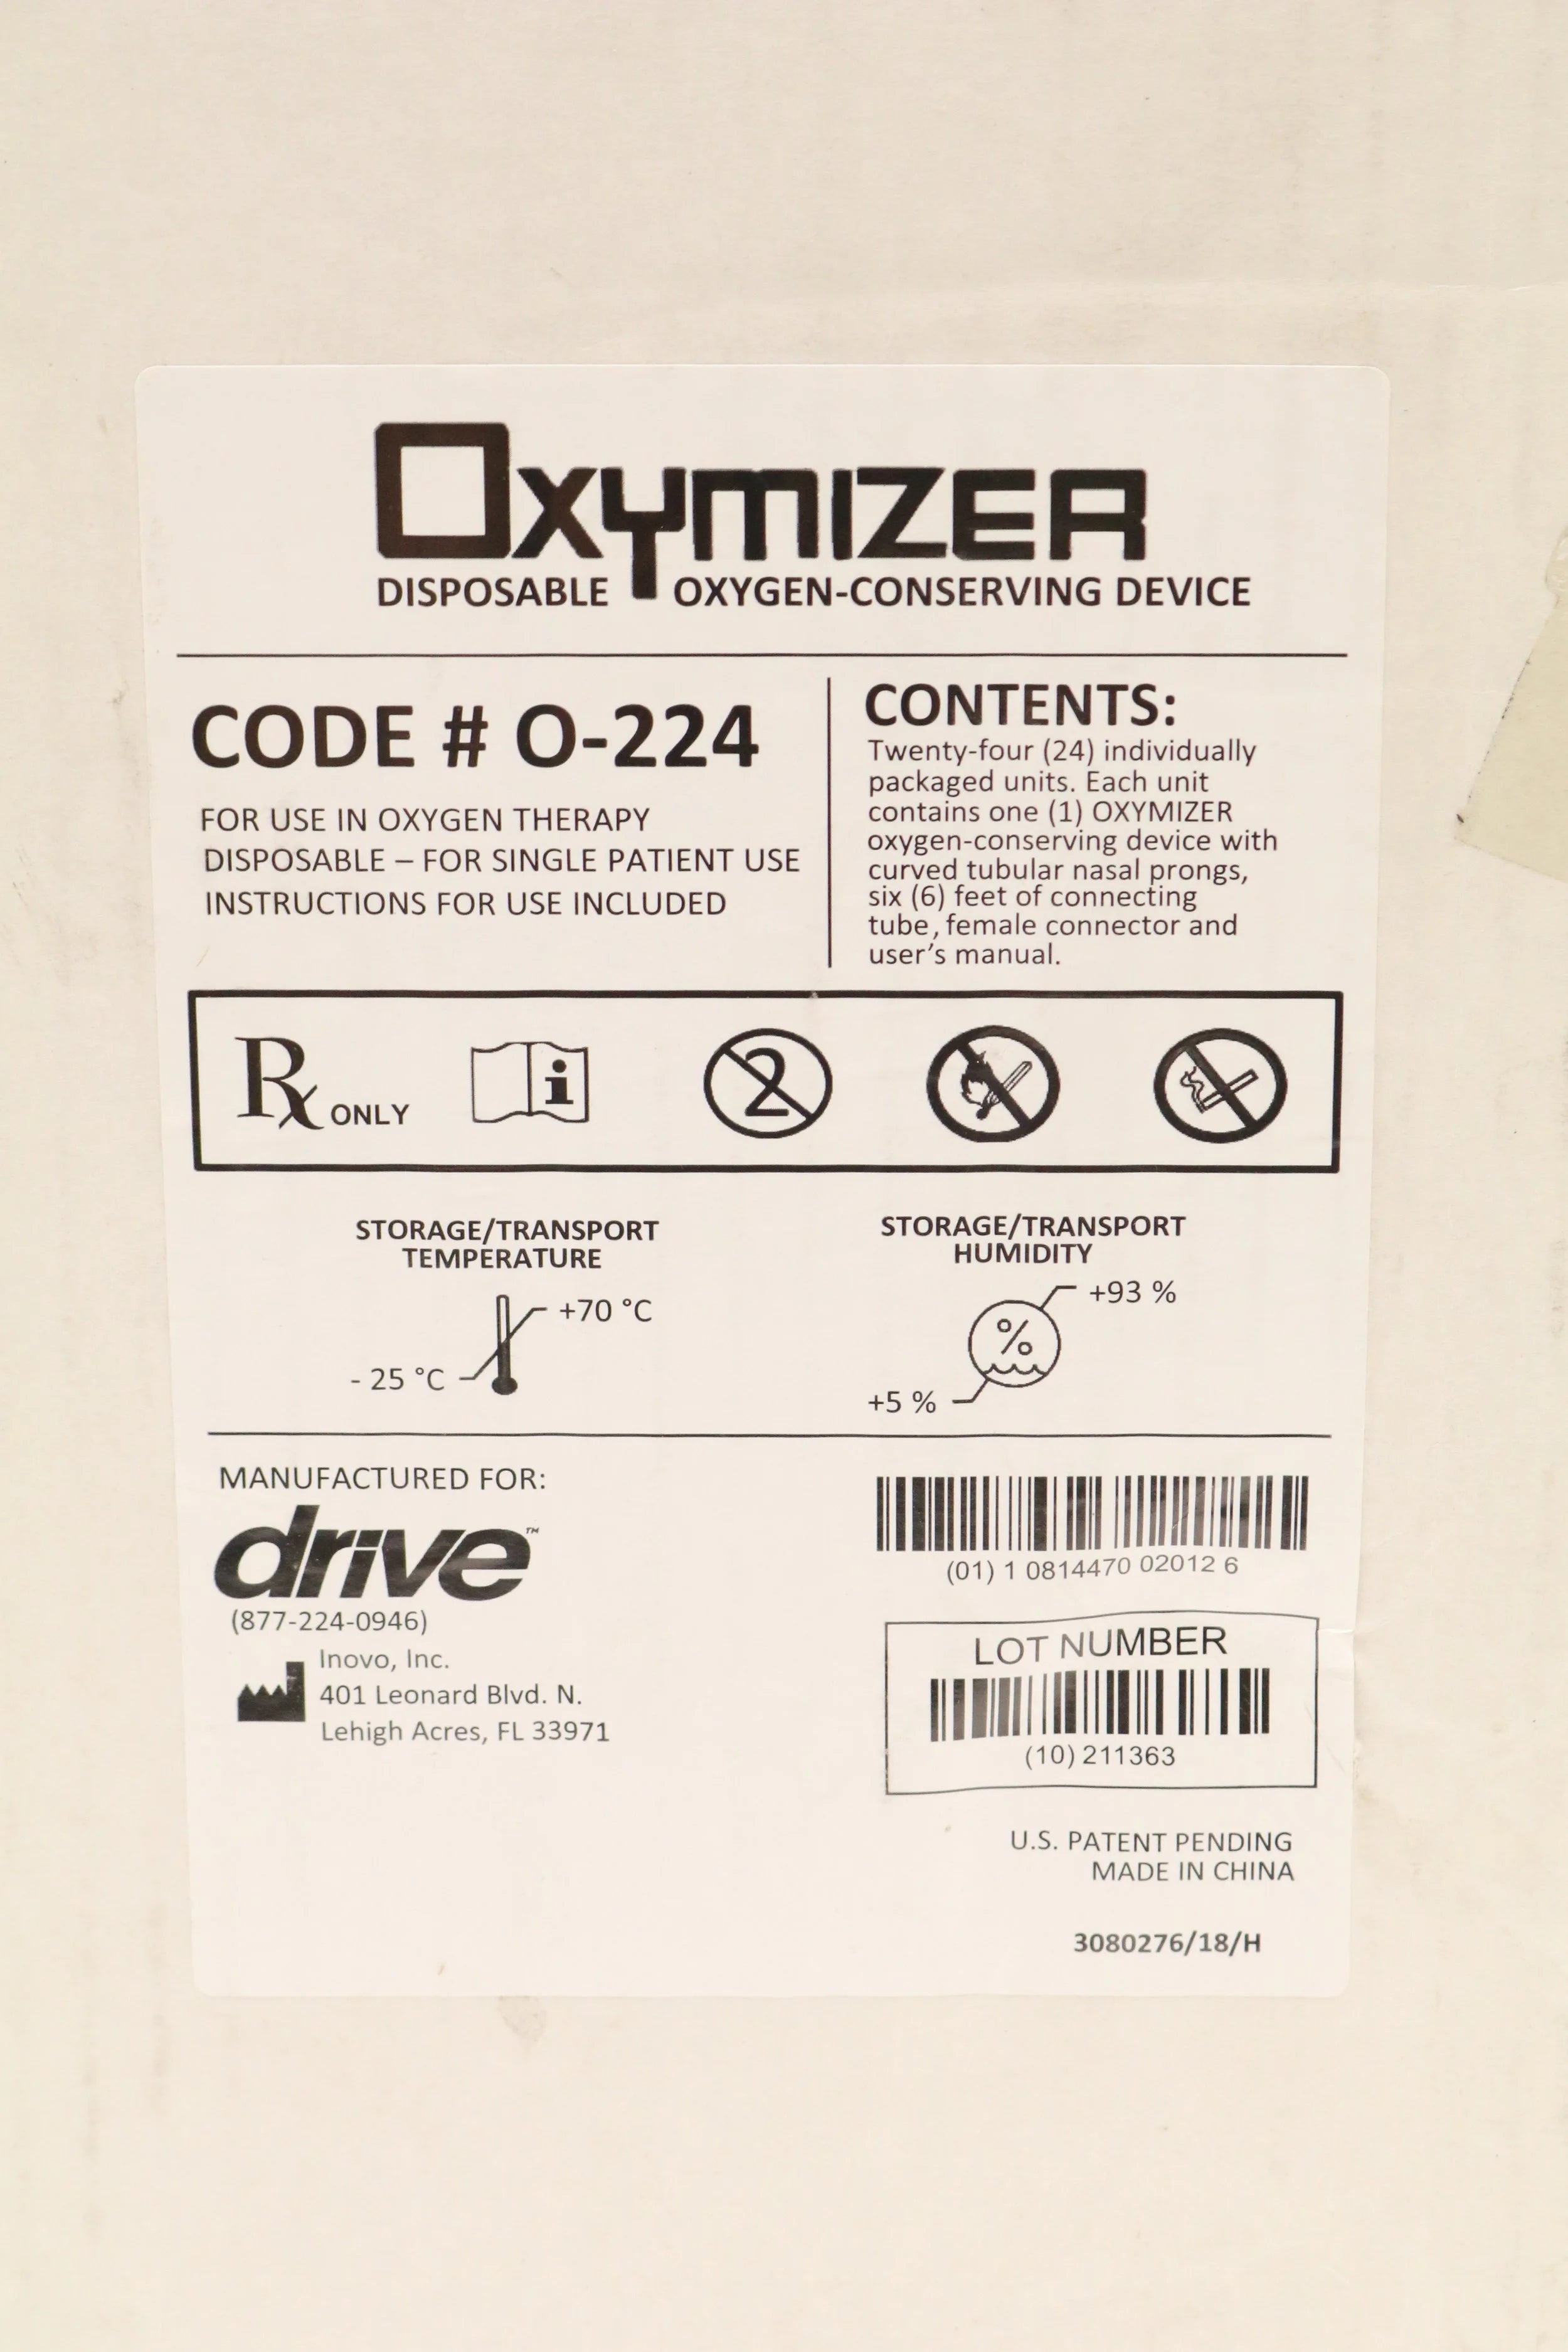 OXYMIZER
DISPOSABLE OXYGEN-CONSERVING DEVICE
CODE # O-224
FOR USE IN OXYGEN THERAPY
DISPOSABLE – FOR SINGLE PATIENT USE
INSTRUCTIONS FOR USE INCLUDED
CONTENTS:
Twenty-four (24) individually
packaged units. Each unit
contains one (1) OXYMIZER
oxygen-conserving device with
curved tubular nasal prongs,
six (6) feet of connecting
tube, female connector and
user's manual.
Rx ONLY
i
2
STORAGE/TRANSPORT
TEMPERATURE
+70 °C
- 25 °C
STORAGE/TRANSPORT
HUMIDITY
+93 %
%
+5 %
MANUFACTURED FOR:
drive™
(877-224-0946)
Inovo, Inc.
401 Leonard Blvd. N.
Lehigh Acres, FL 33971
(01) 1 0814470 02012 6
LOT NUMBER
(10) 211363
U.S. PATENT PENDING
MADE IN CHINA
3080276/18/H